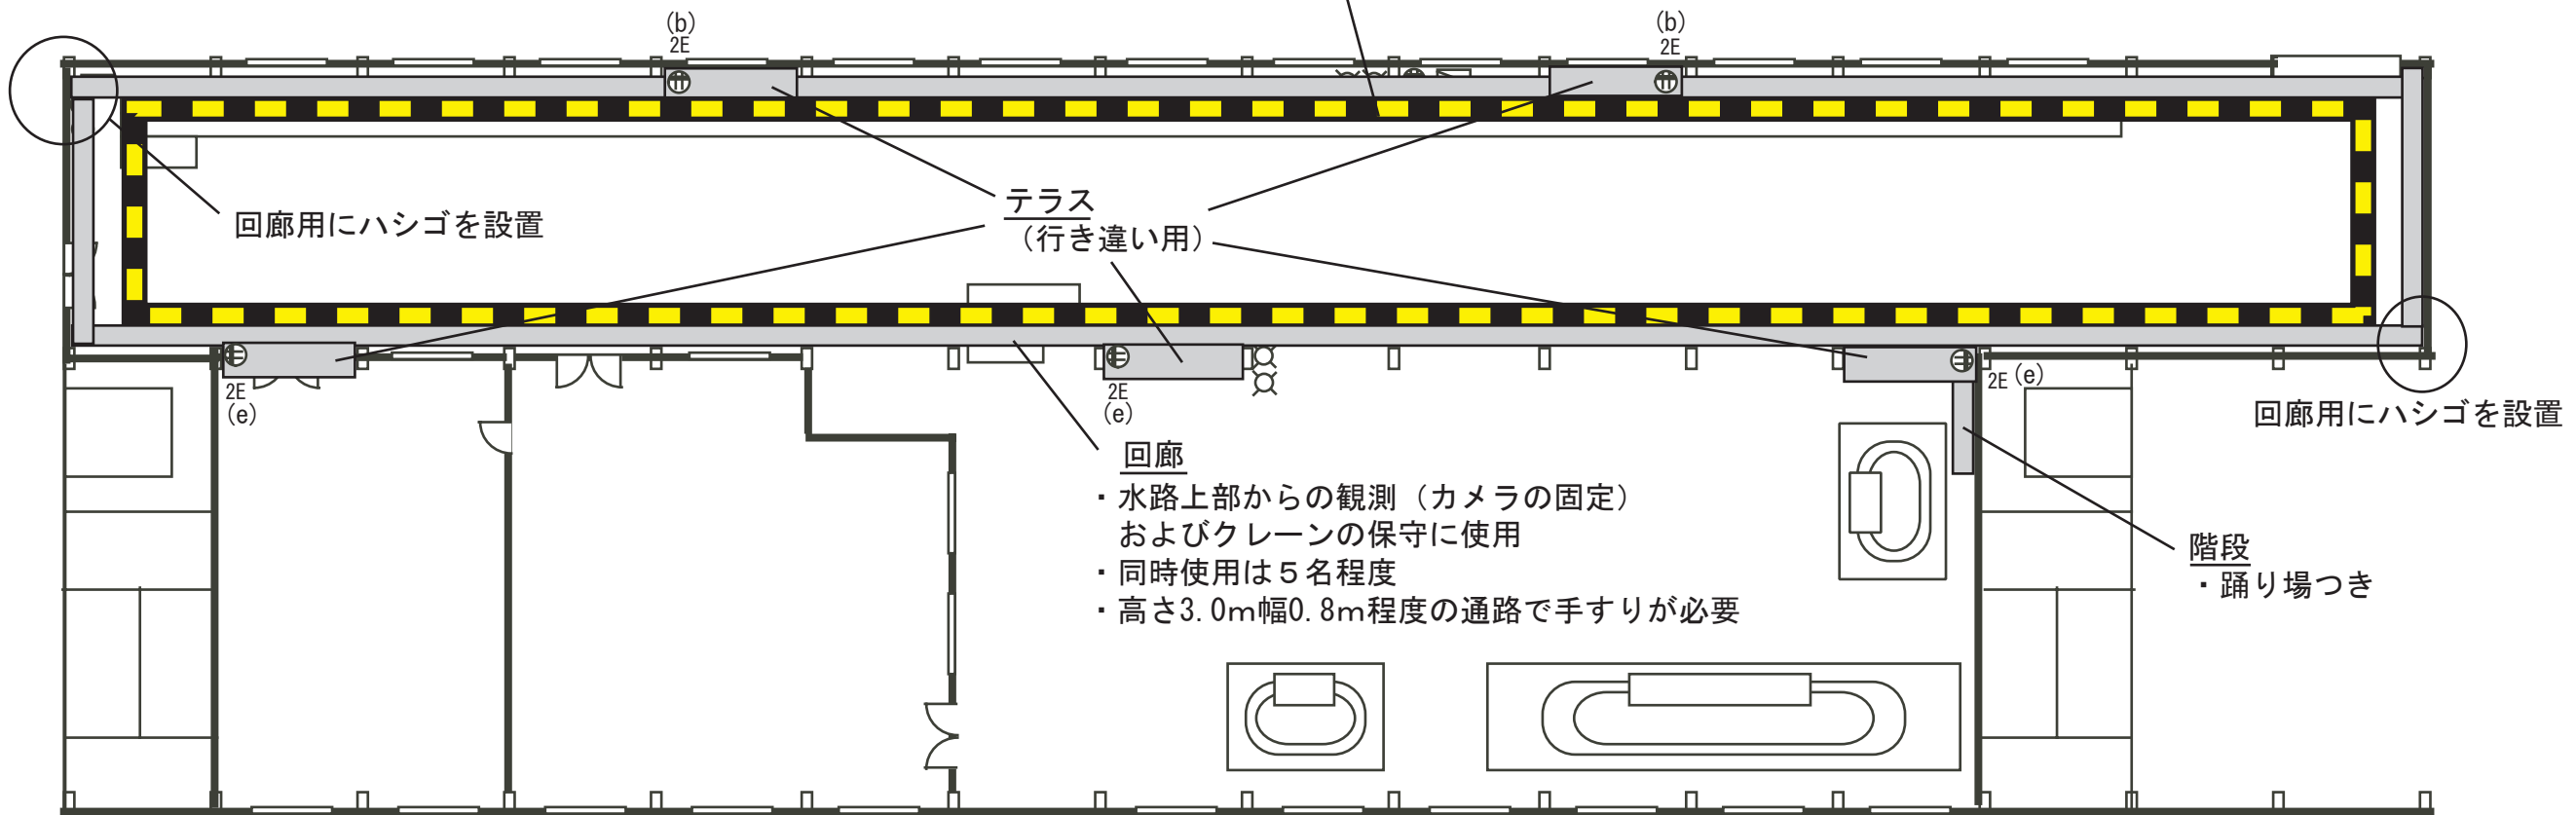 (b)
2E
(b)
2E
回廊用にハシゴを設置
テラス
（行き違い用）
2E
(e)
2E
(e)
2E (e)
回廊用にハシゴを設置
回廊
・水路上部からの観測（カメラの固定）
およびクレーンの保守に使用
・同時使用は５名程度
・高さ3.0ｍ幅0.8ｍ程度の通路で手すりが必要
階段
・踊り場つき